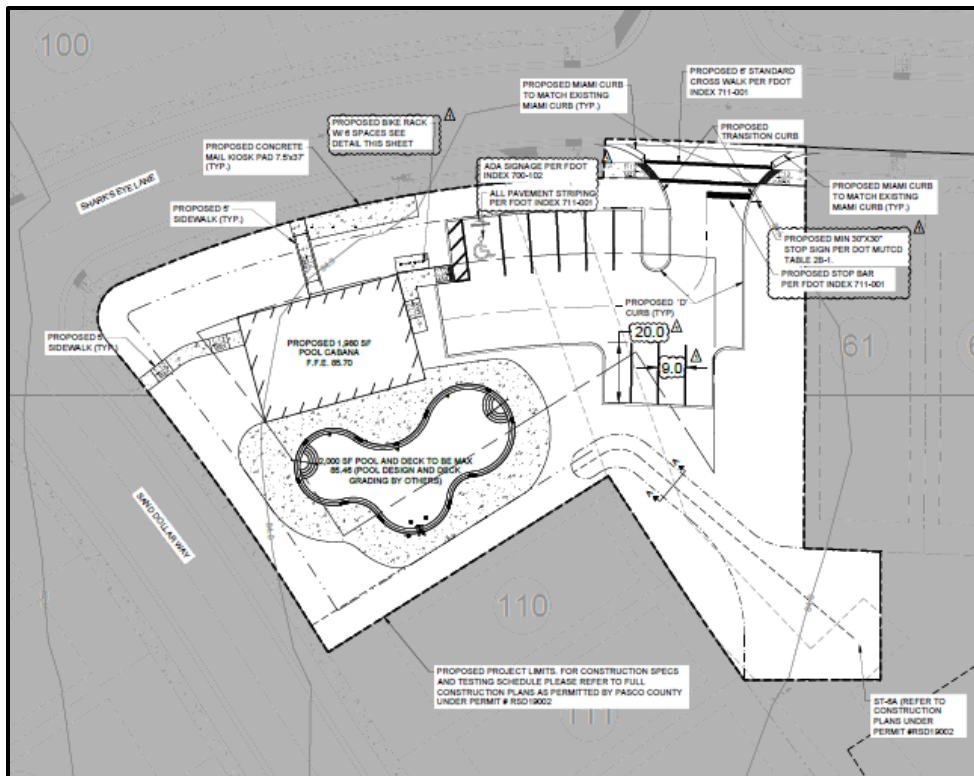 100
PROPOSED BIKE RACK
W/ 6 SPACES SEE
DETAIL THIS SHEET
PROPOSED MIAMI CURB
TO MATCH EXISTING
MIAMI CURB (TYP.)
PROPOSED 6' STANDARD
CROSS WALK PER FDOT
INDEX 711-001
PROPOSED
TRANSITION CURB
PROPOSED CONCRETE
MAIL KIOSK PAD 7.5'x37'
(TYP.)
ADA SIGNAGE PER FDOT
INDEX 700-102
ALL PAVEMENT STRIPING
PER FDOT INDEX 711-001
SHARK'S EYE LANE
PROPOSED 5'
SIDEWALK (TYP.)
PROPOSED MIAMI CURB
TO MATCH EXISTING
MIAMI CURB (TYP.)
PROPOSED MIN 30"X30"
STOP SIGN PER DOT MUTCD
TABLE 2B-1.
PROPOSED STOP BAR
PER FDOT INDEX 711-001
PROPOSED 'D'
CURB (TYP)
20.0
9.0
61
PROPOSED 5'
SIDEWALK (TYP.)
PROPOSED 1,980 SF
POOL CABANA
F.F.E. 85.70
2,000 SF POOL AND DECK TO BE MAX
85.46 (POOL DESIGN AND DECK
GRADING BY OTHERS)
A
A
SAND DOLLAR WAY
110
PROPOSED PROJECT LIMITS. FOR CONSTRUCTION SPECS
AND TESTING SCHEDULE PLEASE REFER TO FULL
CONSTRUCTION PLANS AS PERMITTED BY PASCO COUNTY
UNDER PERMIT # RSD19002
111
ST-6A (REFER TO
CONSTRUCTION
PLANS UNDER
PERMIT #RSD19002